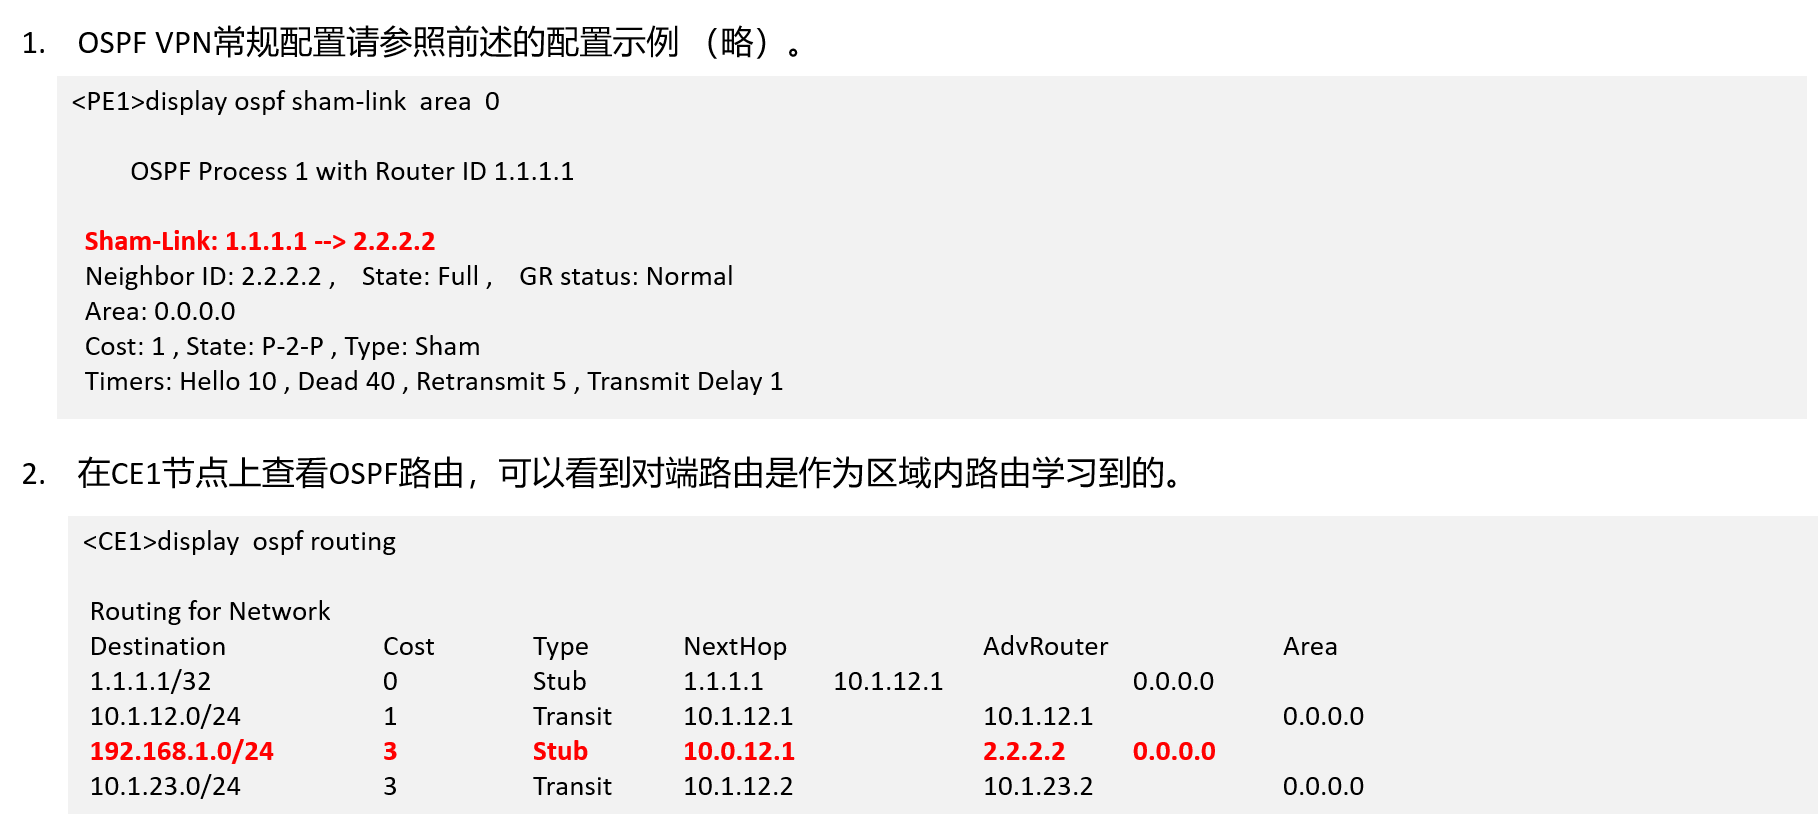 1. OSPF VPN常规配置请参照前述的配置示例 （略）。
<PE1>display ospf sham-link  area  0
OSPF Process 1 with Router ID 1.1.1.1
Sham-Link: 1.1.1.1 --> 2.2.2.2
Neighbor ID: 2.2.2.2 ,    State: Full ,    GR status: Normal
Area: 0.0.0.0
Cost: 1 , State: P-2-P , Type: Sham
Timers: Hello 10 , Dead 40 , Retransmit 5 , Transmit Delay 1
2. 在CE1节点上查看OSPF路由，可以看到对端路由是作为区域内路由学习到的。
<CE1>display  ospf routing
Routing for Network
Destination Cost Type NextHop AdvRouter Area
1.1.1.1/32 0 Stub 1.1.1.1 10.1.12.1 0.0.0.0
10.1.12.0/24 1 Transit 10.1.12.1 10.1.12.1 0.0.0.0
192.168.1.0/24 3 Stub 10.0.12.1 2.2.2.2 0.0.0.0
10.1.23.0/24 3 Transit 10.1.12.2 10.1.23.2 0.0.0.0